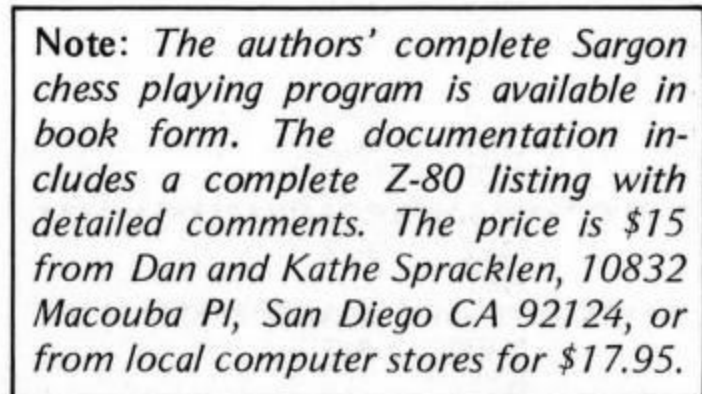 Note: The authors' complete Sargon
chess playing program is available in
book form. The documentation in-
cludes a complete Z-80 listing with
detailed comments. The price is $15
from Dan and Kathe Spracklen, 10832
Macouba Pl, San Diego CA 92124, or
from local computer stores for $17.95.